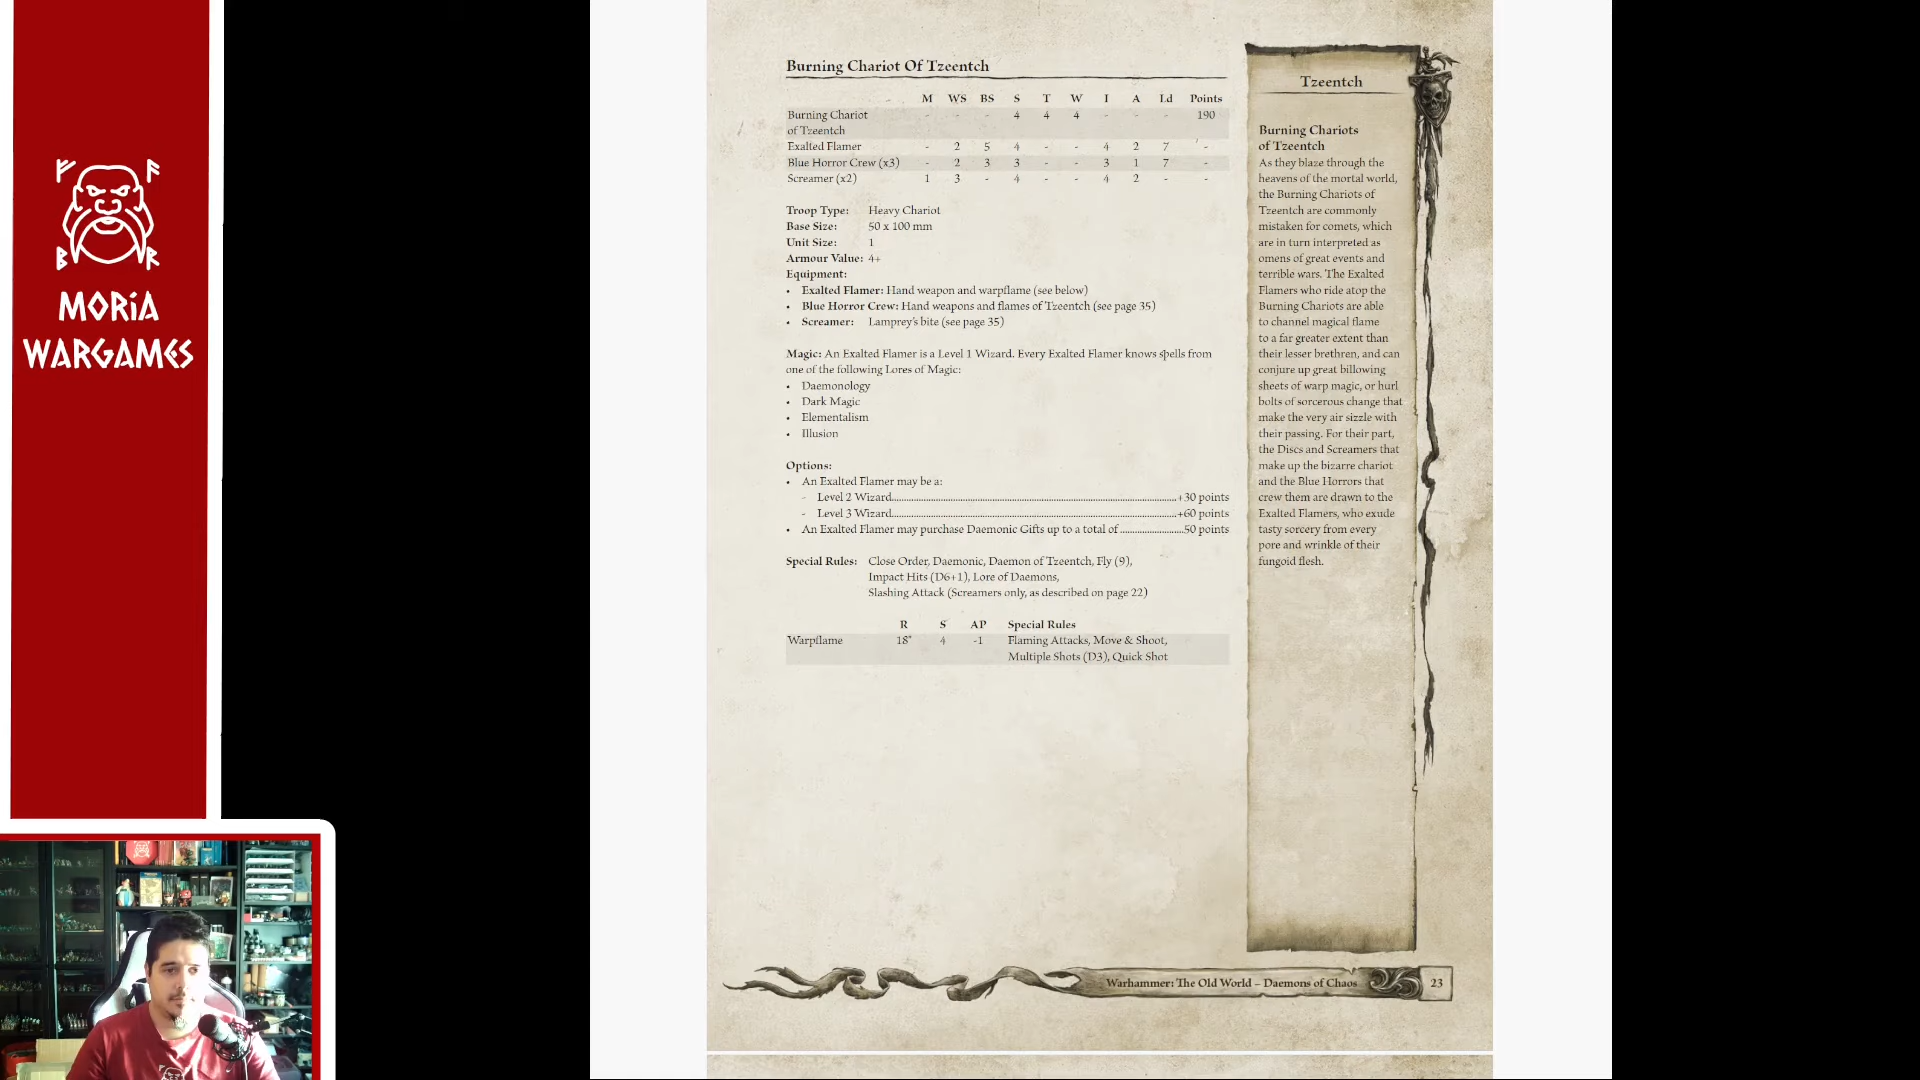 MORIA
WARGAMES
Burning Chariot Of Tzeentch
M WS BS S T W I A Ld Points
Burning Chariot - - - 4 4 4 - - - 190
of Tzeentch
Exalted Flamer - 2 5 4 - - 4 2 7 -
Blue Horror Crew (x3) - 2 3 3 - - 3 1 7 -
Screamer (x2) 1 3 - 4 - - 4 2 - -
Troop Type: Heavy Chariot
Base Size: 50 x 100 mm
Unit Size: 1
Armour Value: 4+
Equipment:
• Exalted Flamer: Hand weapon and warpflame (see below)
• Blue Horror Crew: Hand weapons and flames of Tzeentch (see page 35)
• Screamer: Lamprey's bite (see page 35)
Magic: An Exalted Flamer is a Level 1 Wizard. Every Exalted Flamer knows spells from
one of the following Lores of Magic:
• Daemonology
• Dark Magic
• Elementalism
• Illusion
Options:
• An Exalted Flamer may be a:
- Level 2 Wizard..........+30 points
- Level 3 Wizard..........+60 points
• An Exalted Flamer may purchase Daemonic Gifts up to a total of ..........50 points
Special Rules: Close Order, Daemonic, Daemon of Tzeentch, Fly (9),
Impact Hits (D6+1), Lore of Daemons,
Slashing Attack (Screamers only, as described on page 22)
R S AP Special Rules
Warpflame 18" 4 -1 Flaming Attacks, Move & Shoot,
Multiple Shots (D3), Quick Shot
Tzeentch
Burning Chariots
of Tzeentch
As they blaze through the
heavens of the mortal world,
the Burning Chariots of
Tzeentch are commonly
mistaken for comets, which
are in turn interpreted as
omens of great events and
terrible wars. The Exalted
Flamers who ride atop the
Burning Chariots are able
to channel magical flame
to a far greater extent than
their lesser brethren, and can
conjure up great billowing
sheets of warp magic, or hurl
bolts of sorcerous change that
make the very air sizzle with
their passing. For their part,
the Discs and Screamers that
make up the bizarre chariot
and the Blue Horrors that
crew them are drawn to the
Exalted Flamers, who exude
tasty sorcery from every
pore and wrinkle of their
fungoid flesh.
Warhammer: The Old World – Daemons of Chaos 23